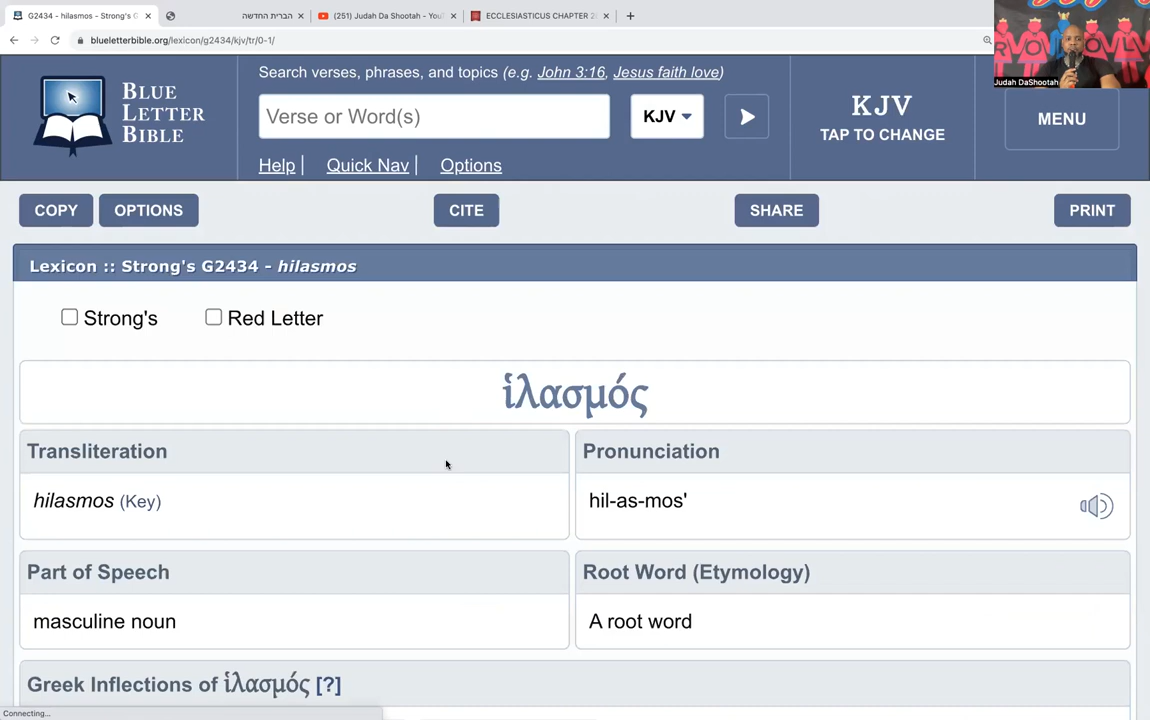 G2434 - hilasmos - Strong's G
הברית החדשה
(251) Judah Da Shootah - You
ECCLESIASTICUS CHAPTER 2
blueletterbible.org/lexicon/g2434/kjv/tr/0-1/
Judah DaShootah
BLUE
LETTER
BIBLE
Search verses, phrases, and topics (e.g. John 3:16, Jesus faith love)
Verse or Word(s)
KJV
Help | Quick Nav | Options
KJV
TAP TO CHANGE
MENU
COPY OPTIONS CITE SHARE PRINT
Lexicon :: Strong's G2434 - hilasmos
Strong's Red Letter
ἱλασμός
Transliteration
hilasmos (Key)
Pronunciation
hil-as-mos'
Part of Speech
masculine noun
Root Word (Etymology)
A root word
Greek Inflections of ἱλασμός [?]
Connecting...